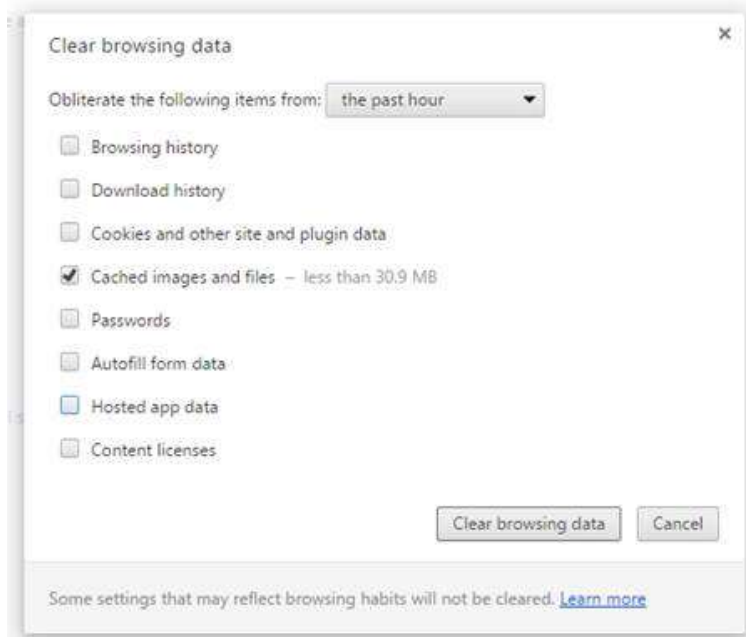 Clear browsing data
Obliterate the following items from: the past hour
Browsing history
Download history
Cookies and other site and plugin data
Cached images and files – less than 30.9 MB
Passwords
Autofill form data
Hosted app data
Content licenses
Clear browsing data Cancel
Some settings that may reflect browsing habits will not be cleared. Learn more